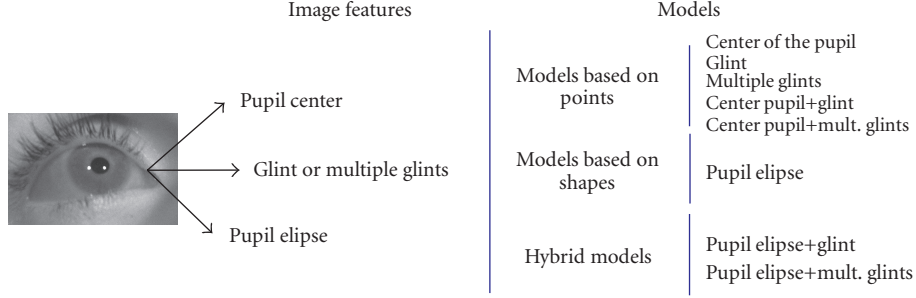 Image features
Models
Pupil center
Glint or multiple glints
Pupil elipse
Models based on
points
Center of the pupil
Glint
Multiple glints
Center pupil+glint
Center pupil+mult. glints
Models based on
shapes
Pupil elipse
Hybrid models
Pupil elipse+glint
Pupil elipse+mult. glints